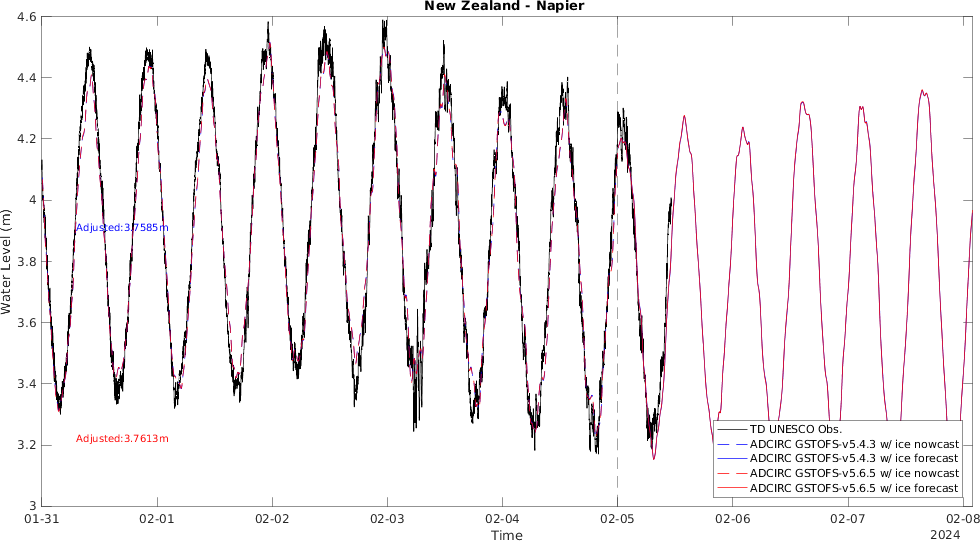 New Zealand - Napier
4.6
4.4
4.2
4
3.8
3.6
3.4
3.2
3
Water Level (m)
Adjusted:3.7585m
Adjusted:3.7613m
TD UNESCO Obs.
ADCIRC GSTOFS-v5.4.3 w/ ice nowcast
ADCIRC GSTOFS-v5.4.3 w/ ice forecast
ADCIRC GSTOFS-v5.6.5 w/ ice nowcast
ADCIRC GSTOFS-v5.6.5 w/ ice forecast
01-31 02-01 02-02 02-03 02-04 02-05 02-06 02-07 02-08
Time
2024